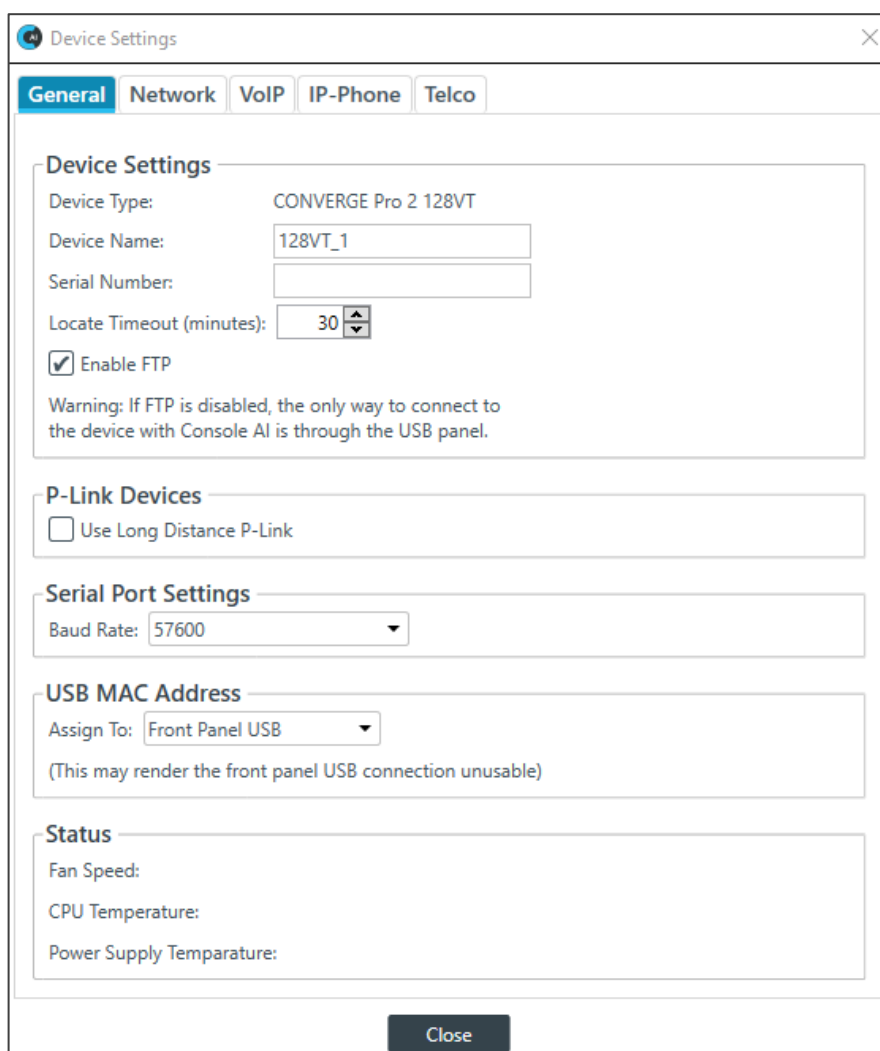 Device Settings
General Network VoIP IP-Phone Telco
Device Settings
Device Type: CONVERGE Pro 2 128VT
Device Name: 128VT_1
Serial Number:
Locate Timeout (minutes): 30
Enable FTP
Warning: If FTP is disabled, the only way to connect to
the device with Console AI is through the USB panel.
P-Link Devices
Use Long Distance P-Link
Serial Port Settings
Baud Rate: 57600
USB MAC Address
Assign To: Front Panel USB
(This may render the front panel USB connection unusable)
Status
Fan Speed:
CPU Temperature:
Power Supply Temparature:
Close